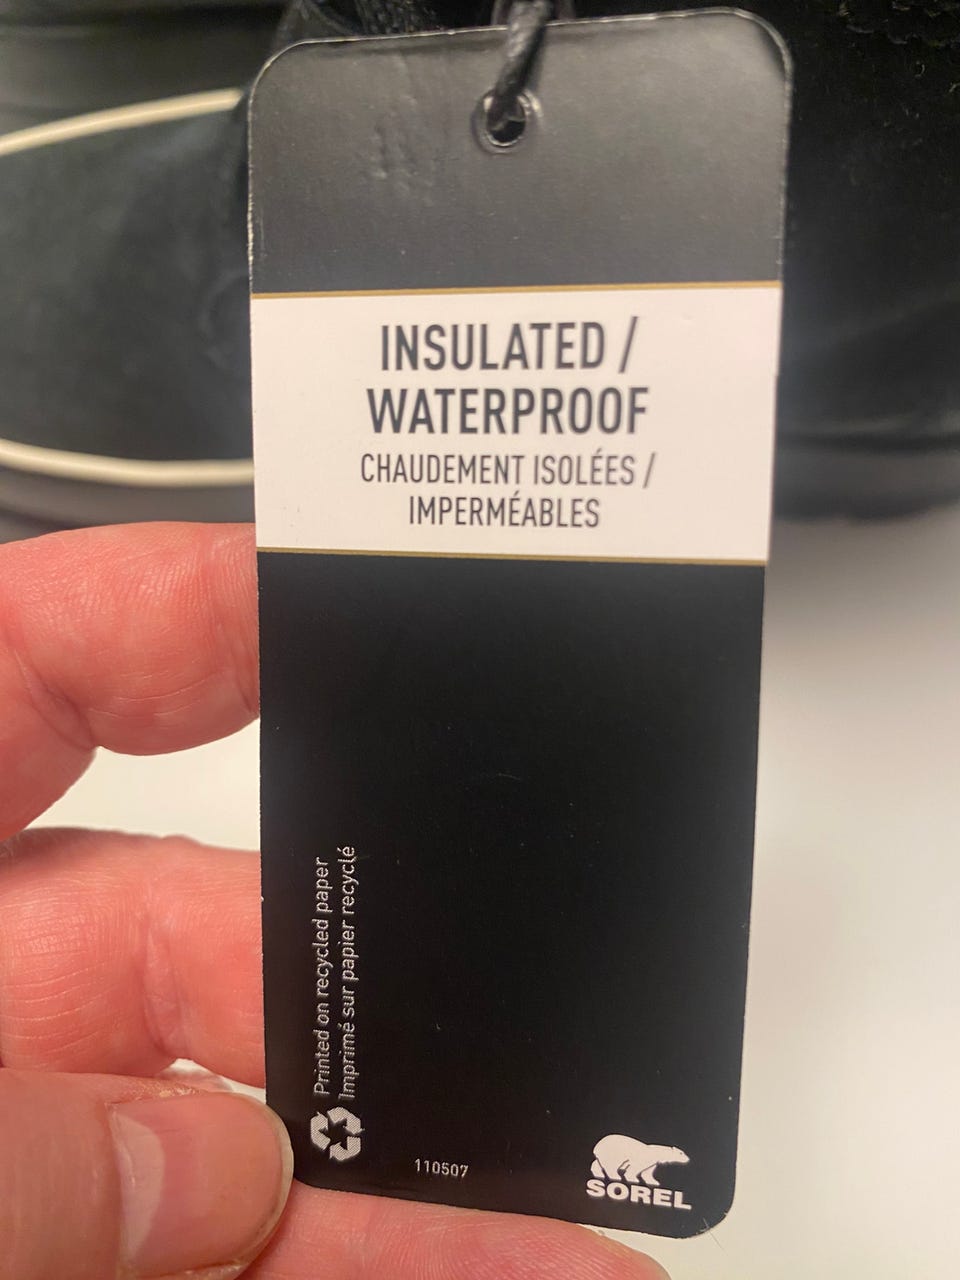 INSULATED /
WATERPROOF
CHAUDEMENT ISOLÉES /
IMPERMÉABLES
Printed on recycled paper
Imprimé sur papier recyclé
110507
SOREL